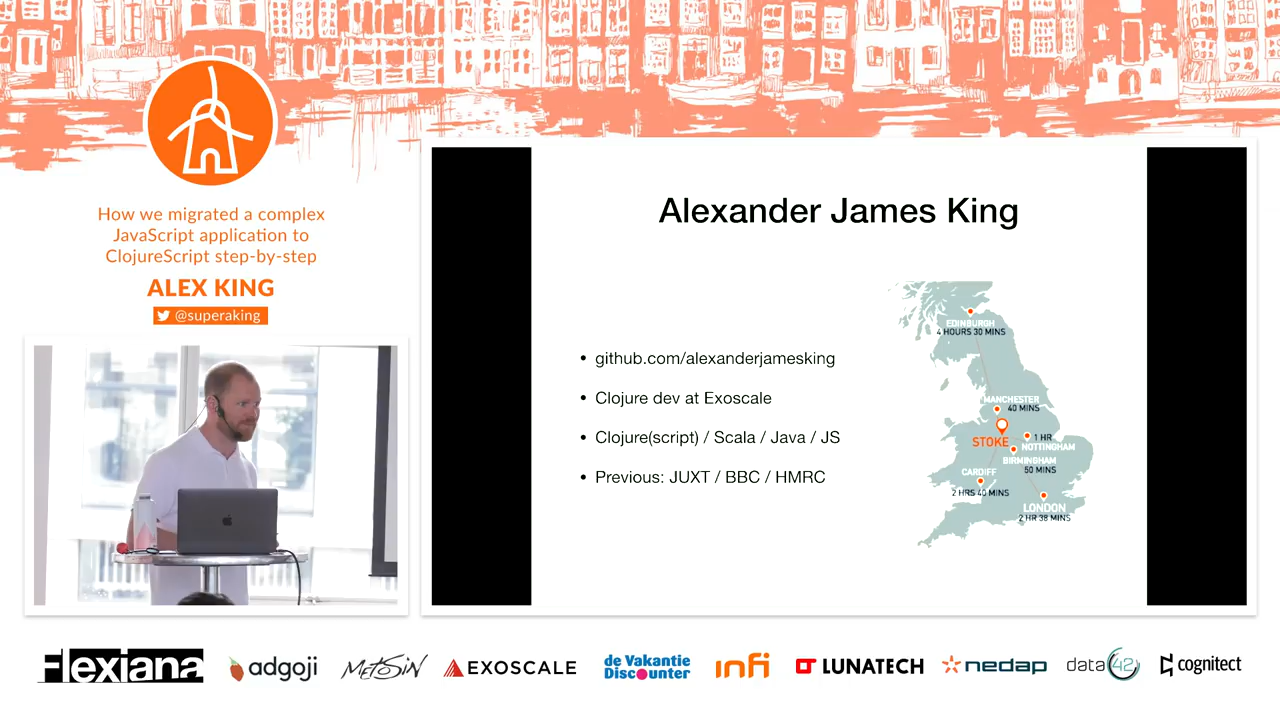 How we migrated a complex
JavaScript application to
ClojureScript step-by-step
ALEX KING
@superaking
Alexander James King
• github.com/alexanderjamesking
• Clojure dev at Exoscale
• Clojure(script) / Scala / Java / JS
• Previous: JUXT / BBC / HMRC
EDINBURGH
4 HOURS 30 MINS
MANCHESTER
40 MINS
STOKE
1 HR
NOTTINGHAM
BIRMINGHAM
50 MINS
CARDIFF
2 HRS 40 MINS
LONDON
2 HR 38 MINS
Flexiana
adgoji
METOSIN
EXOSCALE
de Vakantie
Discounter
infi
LUNATECH
nedap
data42
cognitect